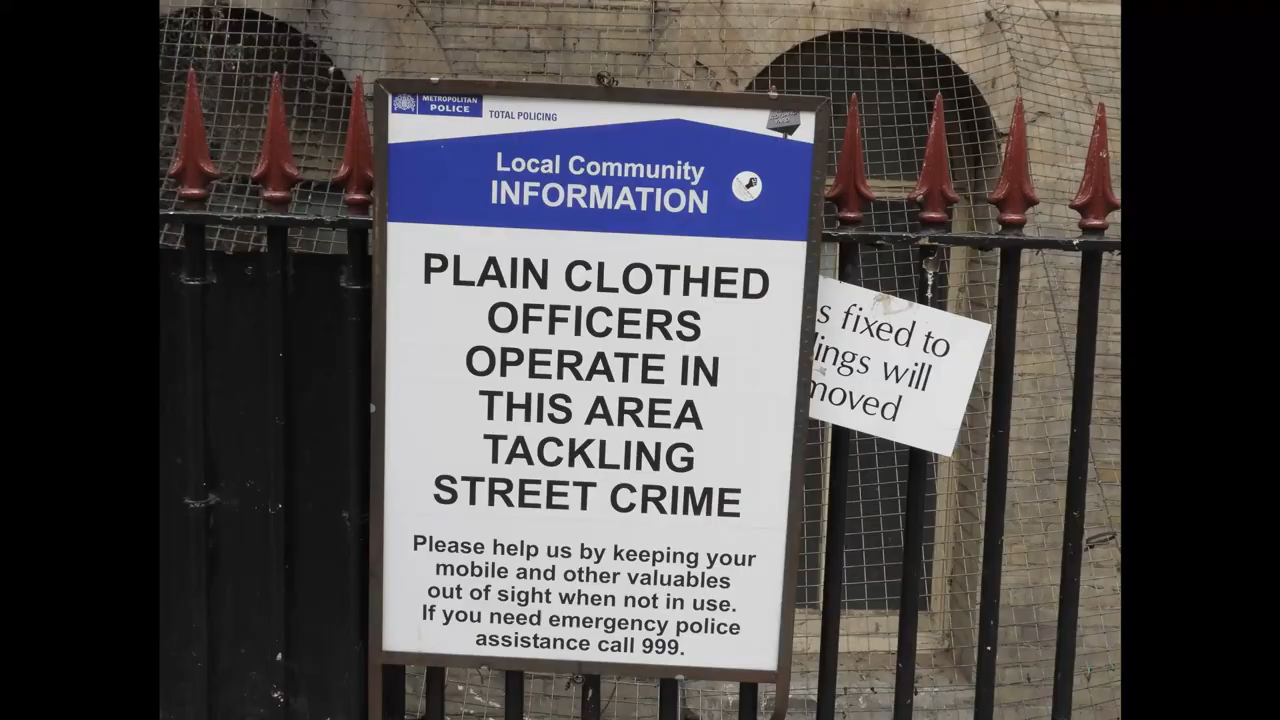 METROPOLITAN
POLICE
TOTAL POLICING
Local Community
INFORMATION
PLAIN CLOTHED
OFFICERS
OPERATE IN
THIS AREA
TACKLING
STREET CRIME
Please help us by keeping your
mobile and other valuables
out of sight when not in use.
If you need emergency police
assistance call 999.
s fixed to
lings will
moved